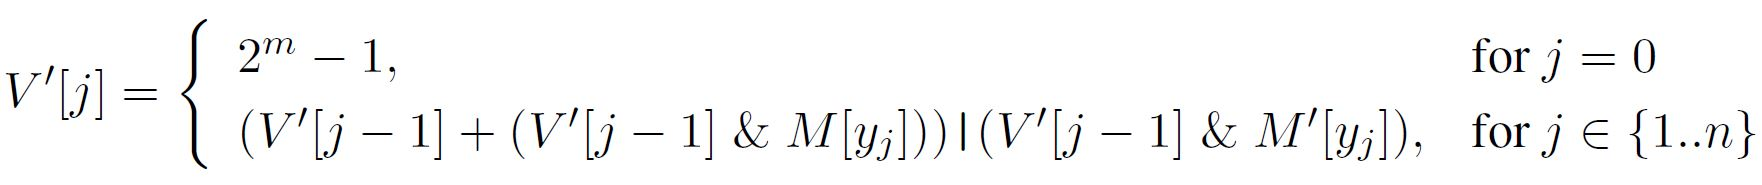 V′[j] = { 2^m − 1, for j = 0
(V′[j − 1] + (V′[j − 1] & M[y_j])) | (V′[j − 1] & M′[y_j]), for j ∈ {1..n}